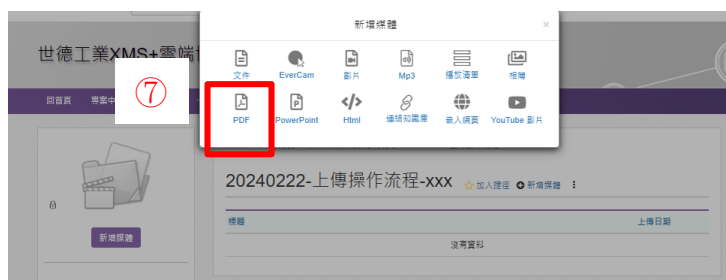 新增媒體 ×
世德工業XMS+雲端
文件 EverCam 影片 Mp3 播放清單 相簿
⑦
回首頁 專案中
PDF PowerPoint Html 連結知識庫 嵌入網頁 YouTube 影片
20240222-上傳操作流程-xxx 加入捷徑 新增媒體
標題 上傳日期
新增媒體
沒有資料